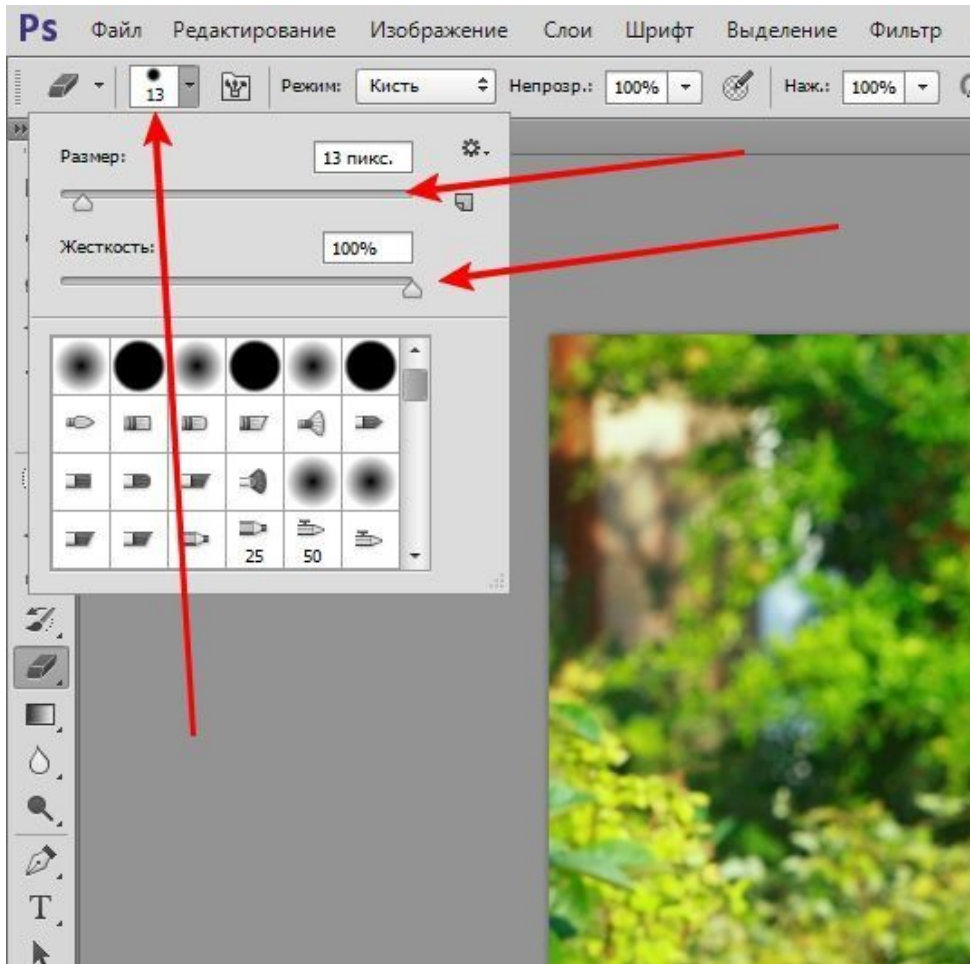 Ps Файл Редактирование Изображение Слои Шрифт Выделение Фильтр
13 Режим: Кисть Непрозр.: 100% Наж.: 100%
Размер: 13 пикс.
Жесткость: 100%
25 50
T